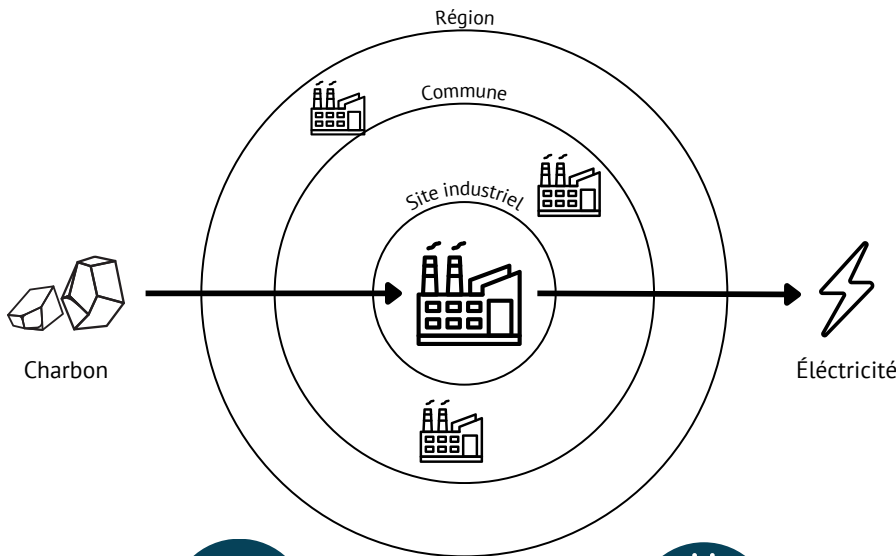 Région
Commune
Site industriel
Charbon
Éléctricité